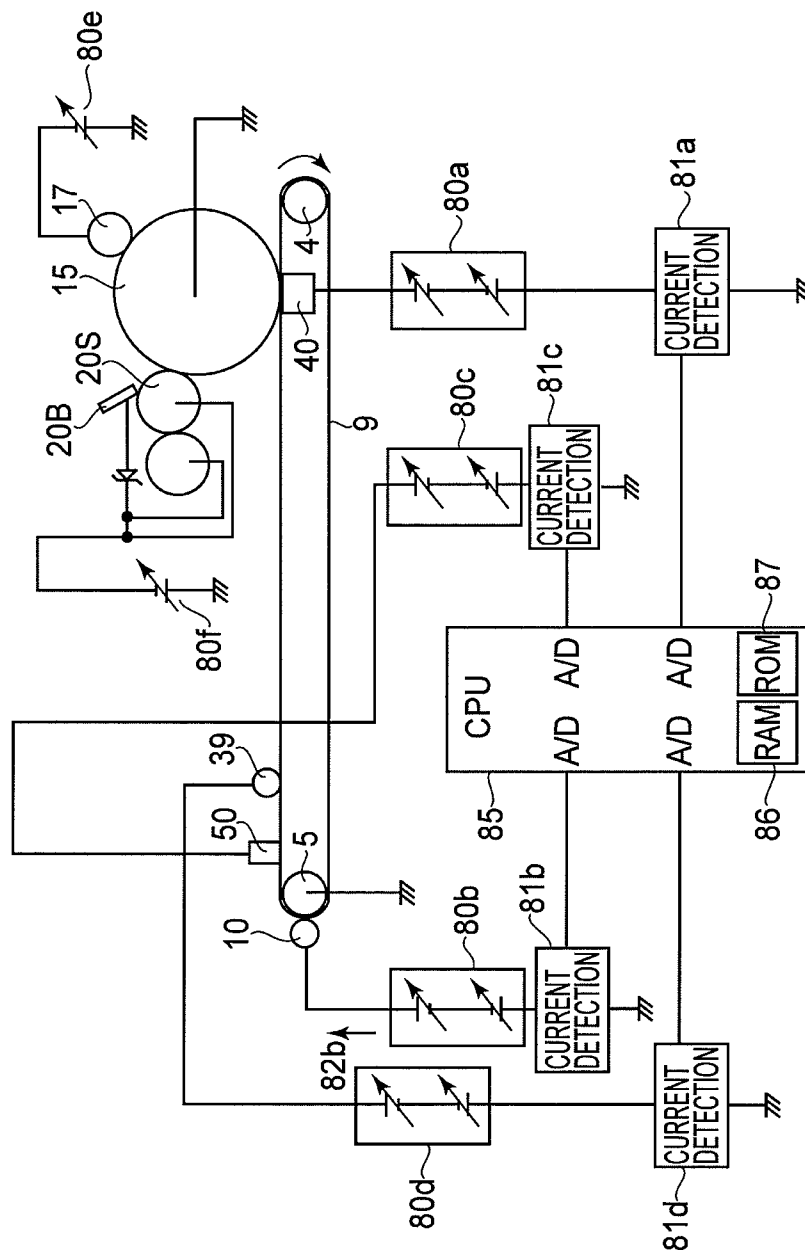 80e
17
15
20S
20B
80f
4
40
9
80a
80c
81a
CURRENT
DETECTION
81c
CURRENT
DETECTION
39
50
5
10
80b
82b
80d
81b
CURRENT
DETECTION
81d
CURRENT
DETECTION
85
CPU
A/D A/D
A/D A/D
RAM ROM
86
87